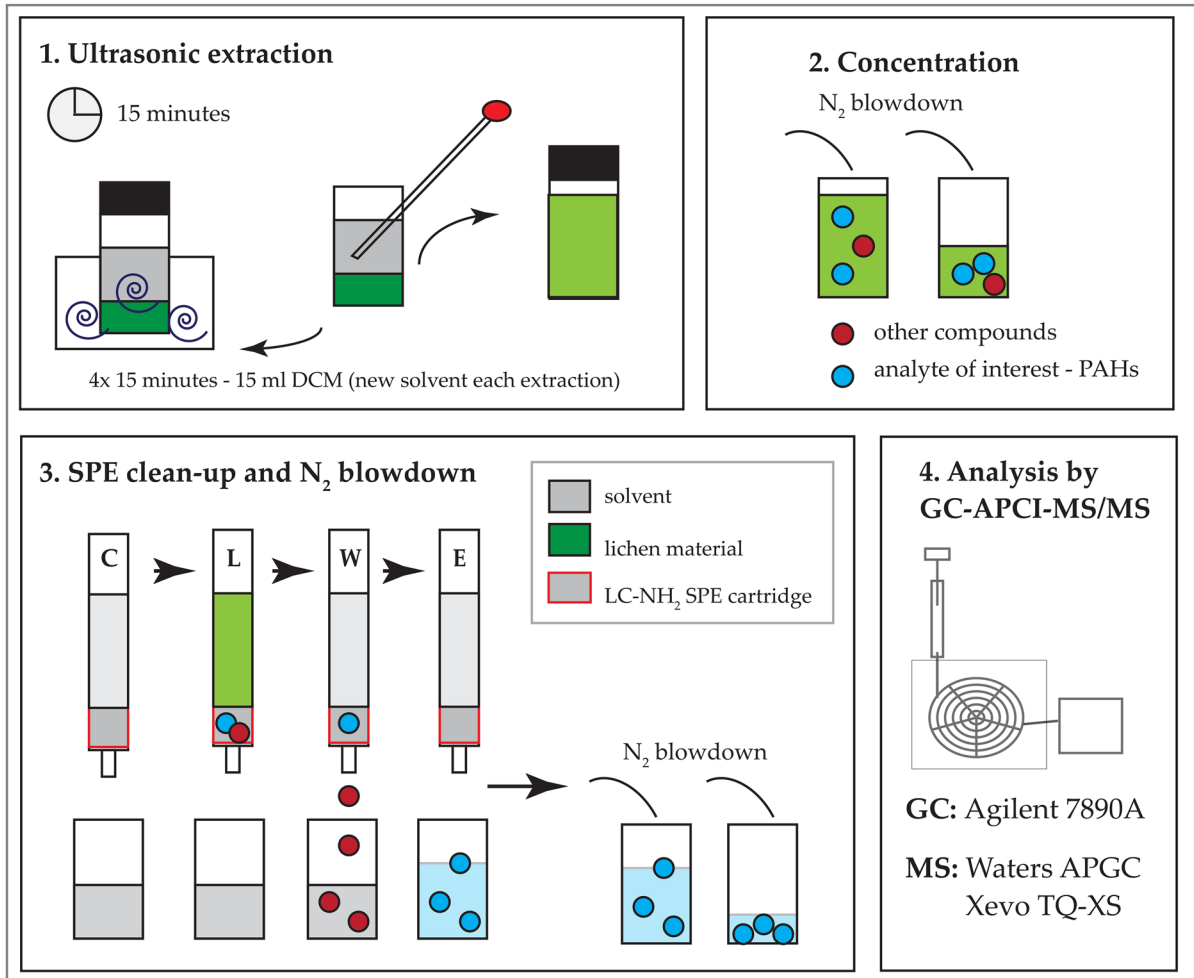 1. Ultrasonic extraction
15 minutes
4x 15 minutes - 15 ml DCM (new solvent each extraction)
2. Concentration
N₂ blowdown
other compounds
analyte of interest - PAHs
3. SPE clean-up and N₂ blowdown
solvent
lichen material
LC-NH₂ SPE cartridge
C
L
W
E
N₂ blowdown
4. Analysis by
GC-APCI-MS/MS
GC: Agilent 7890A
MS: Waters APGC
Xevo TQ-XS